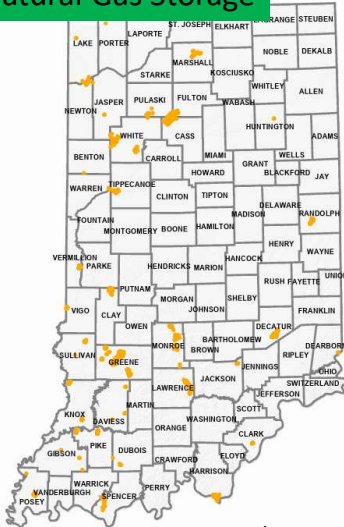 Natural Gas Storage
LAGRANGE STEUBEN
ST. JOSEPH ELKHART
LAPORTE
LAKE PORTER
NOBLE DEKALB
MARSHALL
STARKE KOSCIUSKO
WHITLEY ALLEN
JASPER PULASKI FULTON
NEWTON WABASH
HUNTINGTON
WHITE CASS ADAMS
BENTON CARROLL MIAMI WELLS
GRANT
HOWARD BLACKFORD JAY
WARREN TIPPECANOE
CLINTON TIPTON
DELAWARE
MADISON RANDOLPH
FOUNTAIN
MONTGOMERY BOONE HAMILTON
HENRY
WAYNE
VERMILLION HANCOCK
PARKE HENDRICKS MARION
RUSH FAYETTE UNION
PUTNAM
MORGAN SHELBY
JOHNSON
VIGO CLAY FRANKLIN
OWEN
DECATUR
MONROE BARTHOLOMEW DEARBORN
SULLIVAN BROWN RIPLEY
GREENE JENNINGS
JACKSON OHIO
LAWRENCE SWITZERLAND
JEFFERSON
KNOX MARTIN SCOTT
DAVIESS WASHINGTON
ORANGE
CLARK
PIKE
GIBSON DUBOIS FLOYD
CRAWFORD
HARRISON
WARRICK PERRY
POSEY VANDERBURGH SPENCER